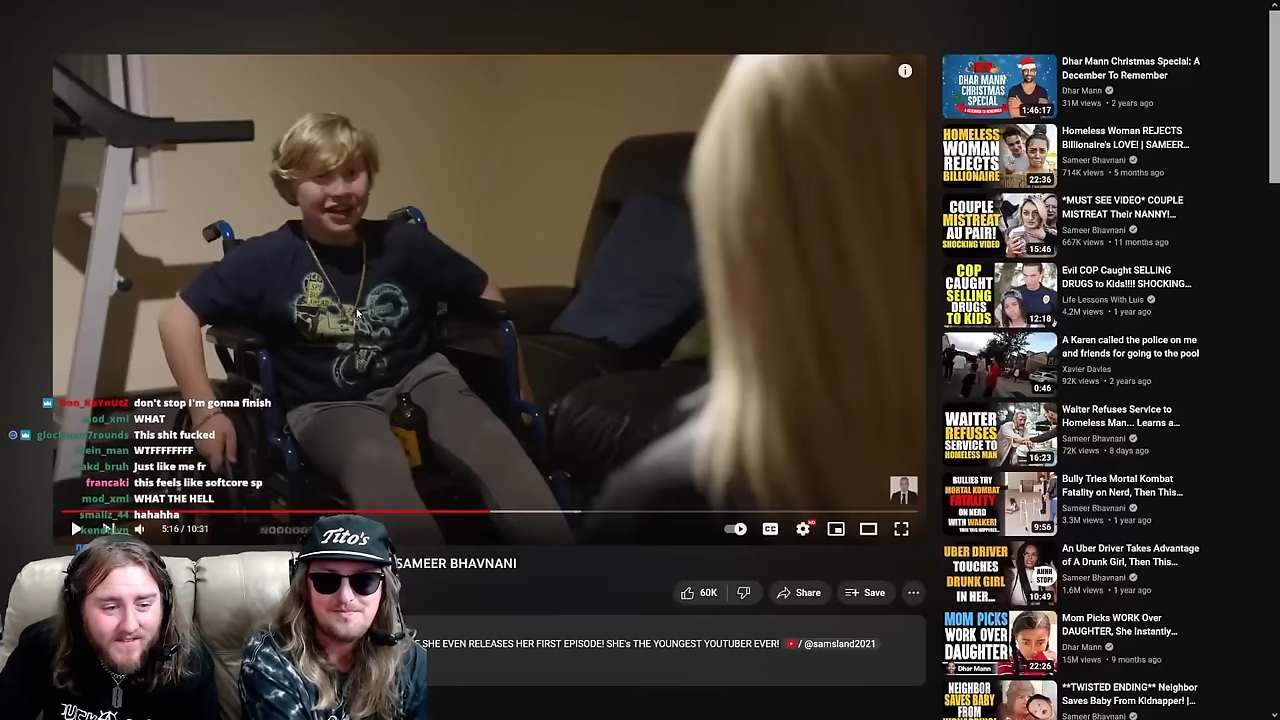 don't stop I'm gonna finish
mod_xml WHAT
This shit fucked
WTFFFFFFF
Just like me fr
francaki this feels like softcore sp
mod_xml WHAT THE HELL
smallz_44 hahahha
5:16 / 10:31
CC
Tito's
SAMEER BHAVNANI
60K
Share
Save
SHE EVEN RELEASES HER FIRST EPISODE! SHE's THE YOUNGEST YOUTUBER EVER! / @samsland2021
DHAR MANN
CHRISTMAS
SPECIAL
1:46:17
Dhar Mann Christmas Special: A
December To Remember
Dhar Mann
31M views • 2 years ago
HOMELESS
WOMAN
REJECTS
BILLIONAIRE
22:36
Homeless Woman REJECTS
Billionaire's LOVE! | SAMEER...
Sameer Bhavnani
714K views • 5 months ago
COUPLE
MISTREAT
AU PAIR!
SHOCKING VIDEO
15:46
*MUST SEE VIDEO* COUPLE
MISTREAT Their NANNY!...
Sameer Bhavnani
667K views • 11 months ago
COP
CAUGHT
SELLING
DRUGS
TO KIDS
12:18
Evil COP Caught SELLING
DRUGS to Kids!!!! SHOCKING...
Life Lessons With Luis
4.2M views • 1 year ago
0:46
A Karen called the police on me
and friends for going to the pool
Xavier Davies
92K views • 2 years ago
WAITER
REFUSES
SERVICE TO
HOMELESS MAN
16:23
Waiter Refuses Service to
Homeless Man... Learns a...
Sameer Bhavnani
72K views • 8 days ago
BULLIES TRY
MORTAL KOMBAT
FATALITY
ON NERD
WITH WALKER!
9:56
Bully Tries Mortal Kombat
Fatality on Nerd, Then This...
Sameer Bhavnani
3.3M views • 1 year ago
UBER DRIVER
TOUCHES
DRUNK GIRL
IN HER...
AHHH
STOP!
10:49
An Uber Driver Takes Advantage
of A Drunk Girl, Then This...
Sameer Bhavnani
1.6M views • 1 year ago
MOM PICKS
WORK OVER
DAUGHTER
Dhar Mann
22:26
Mom Picks WORK Over
DAUGHTER, She Instantly...
Dhar Mann
15M views • 9 months ago
NEIGHBOR
SAVES BABY
FROM
**TWISTED ENDING** Neighbor
Saves Baby From Kidnapper! |...
Sameer Bhavnani